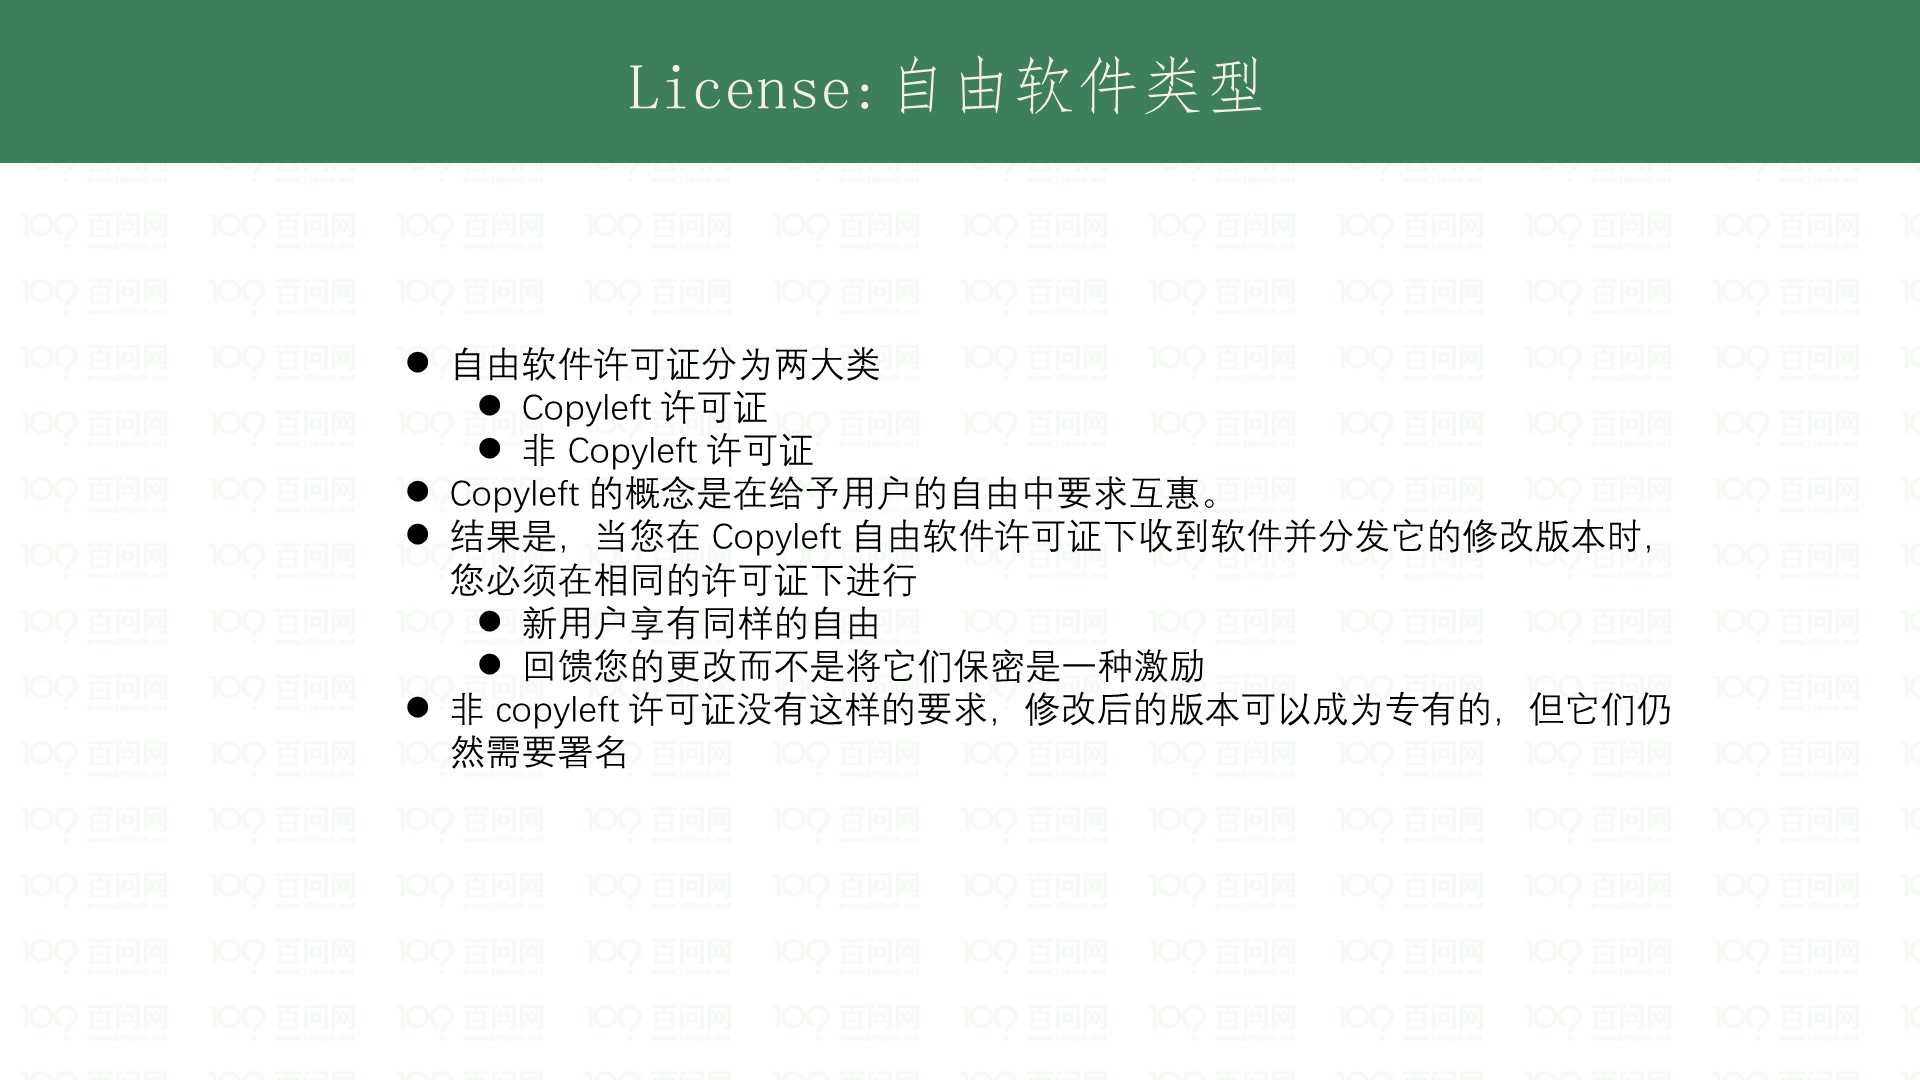 License:自由软件类型
自由软件许可证分为两大类
Copyleft 许可证
非 Copyleft 许可证
Copyleft 的概念是在给予用户的自由中要求互惠。
结果是，当您在 Copyleft 自由软件许可证下收到软件并分发它的修改版本时，
您必须在相同的许可证下进行
新用户享有同样的自由
回馈您的更改而不是将它们保密是一种激励
非 copyleft 许可证没有这样的要求，修改后的版本可以成为专有的，但它们仍
然需要署名